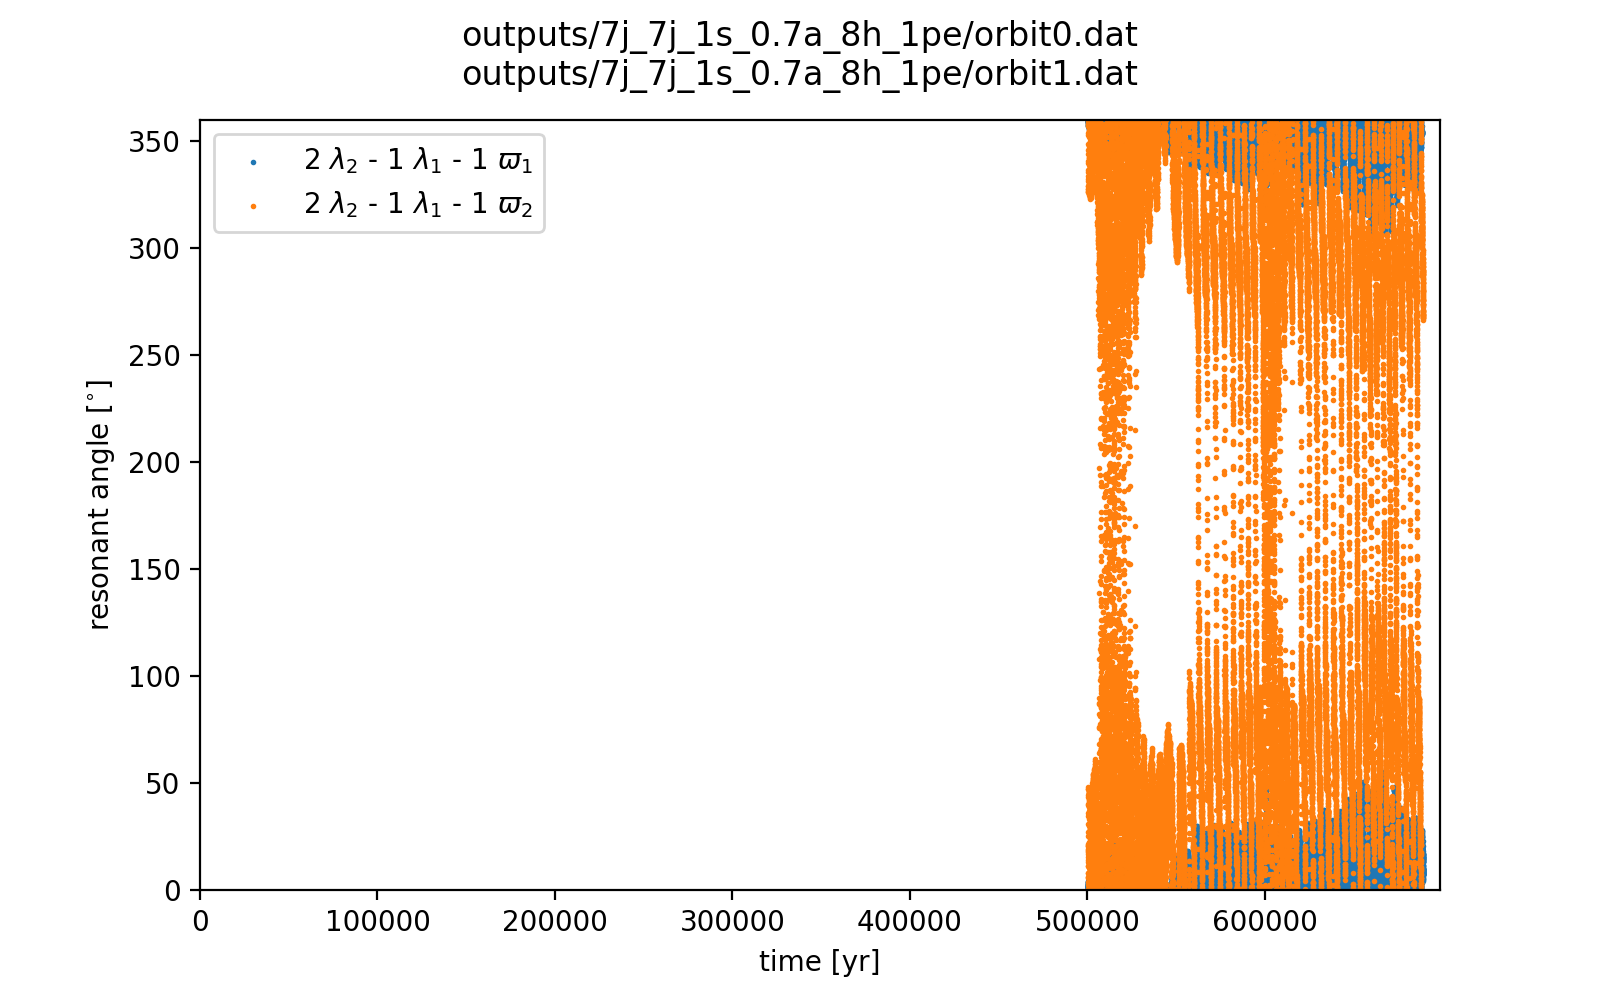 outputs/7j_7j_1s_0.7a_8h_1pe/orbit0.dat
outputs/7j_7j_1s_0.7a_8h_1pe/orbit1.dat
2 λ₂ - 1 λ₁ - 1 ϖ₁
2 λ₂ - 1 λ₁ - 1 ϖ₂
resonant angle [°]
350
300
250
200
150
100
50
0
0 100000 200000 300000 400000 500000 600000
time [yr]